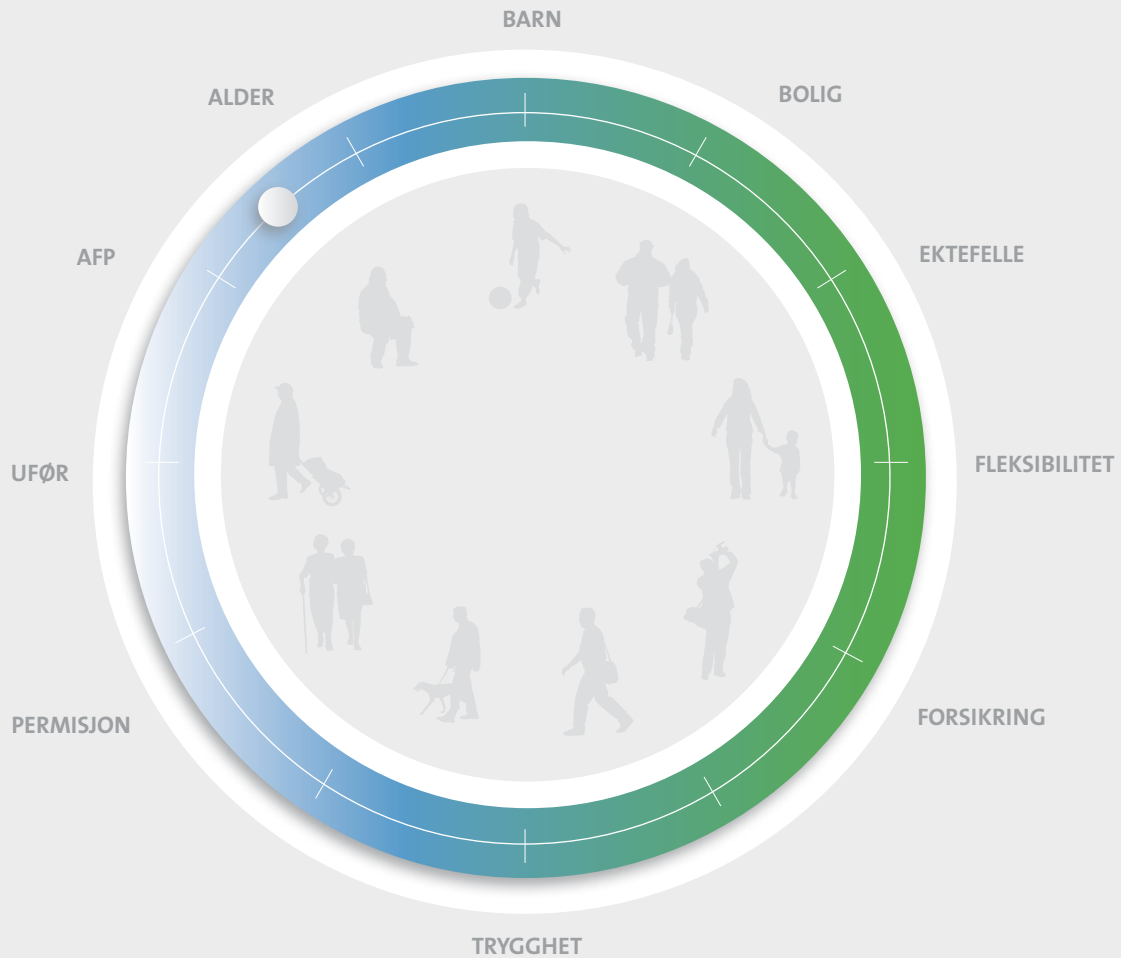 BARN
ALDER
BOLIG
AFP
EKTEFELLE
UFØR
FLEKSIBILITET
PERMISJON
FORSIKRING
TRYGGHET